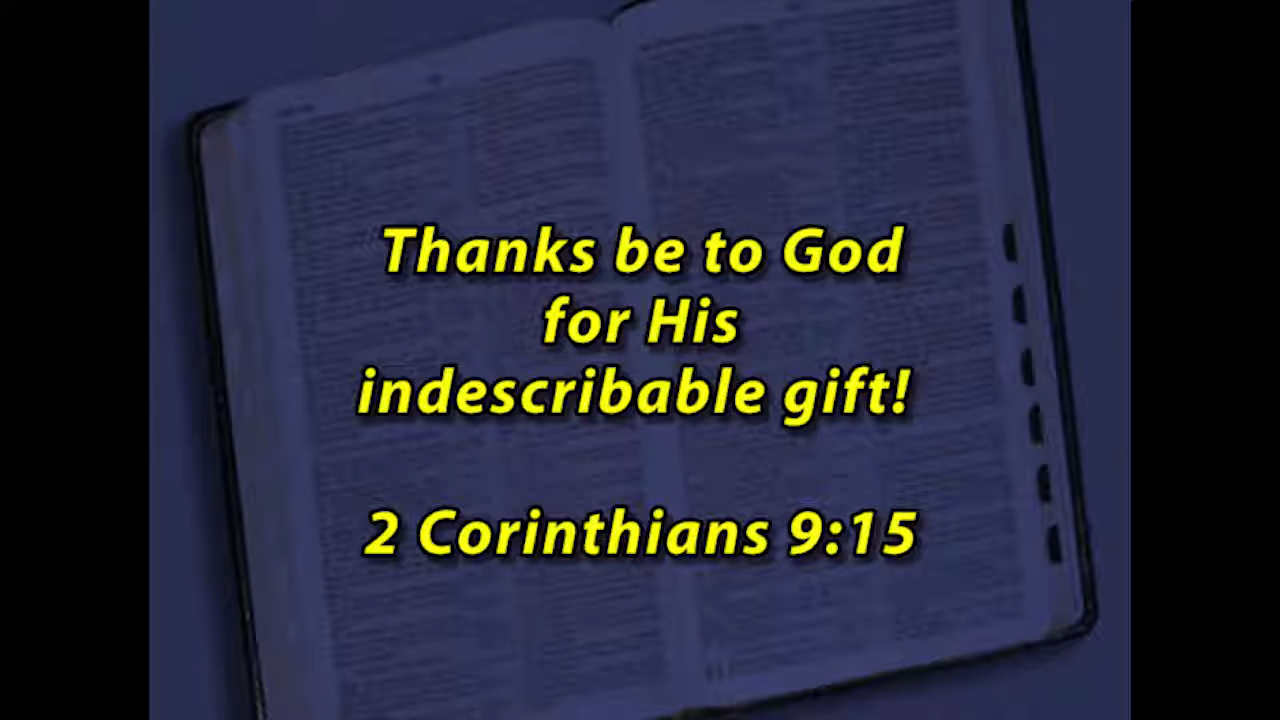 Thanks be to God
for His
indescribable gift!
2 Corinthians 9:15